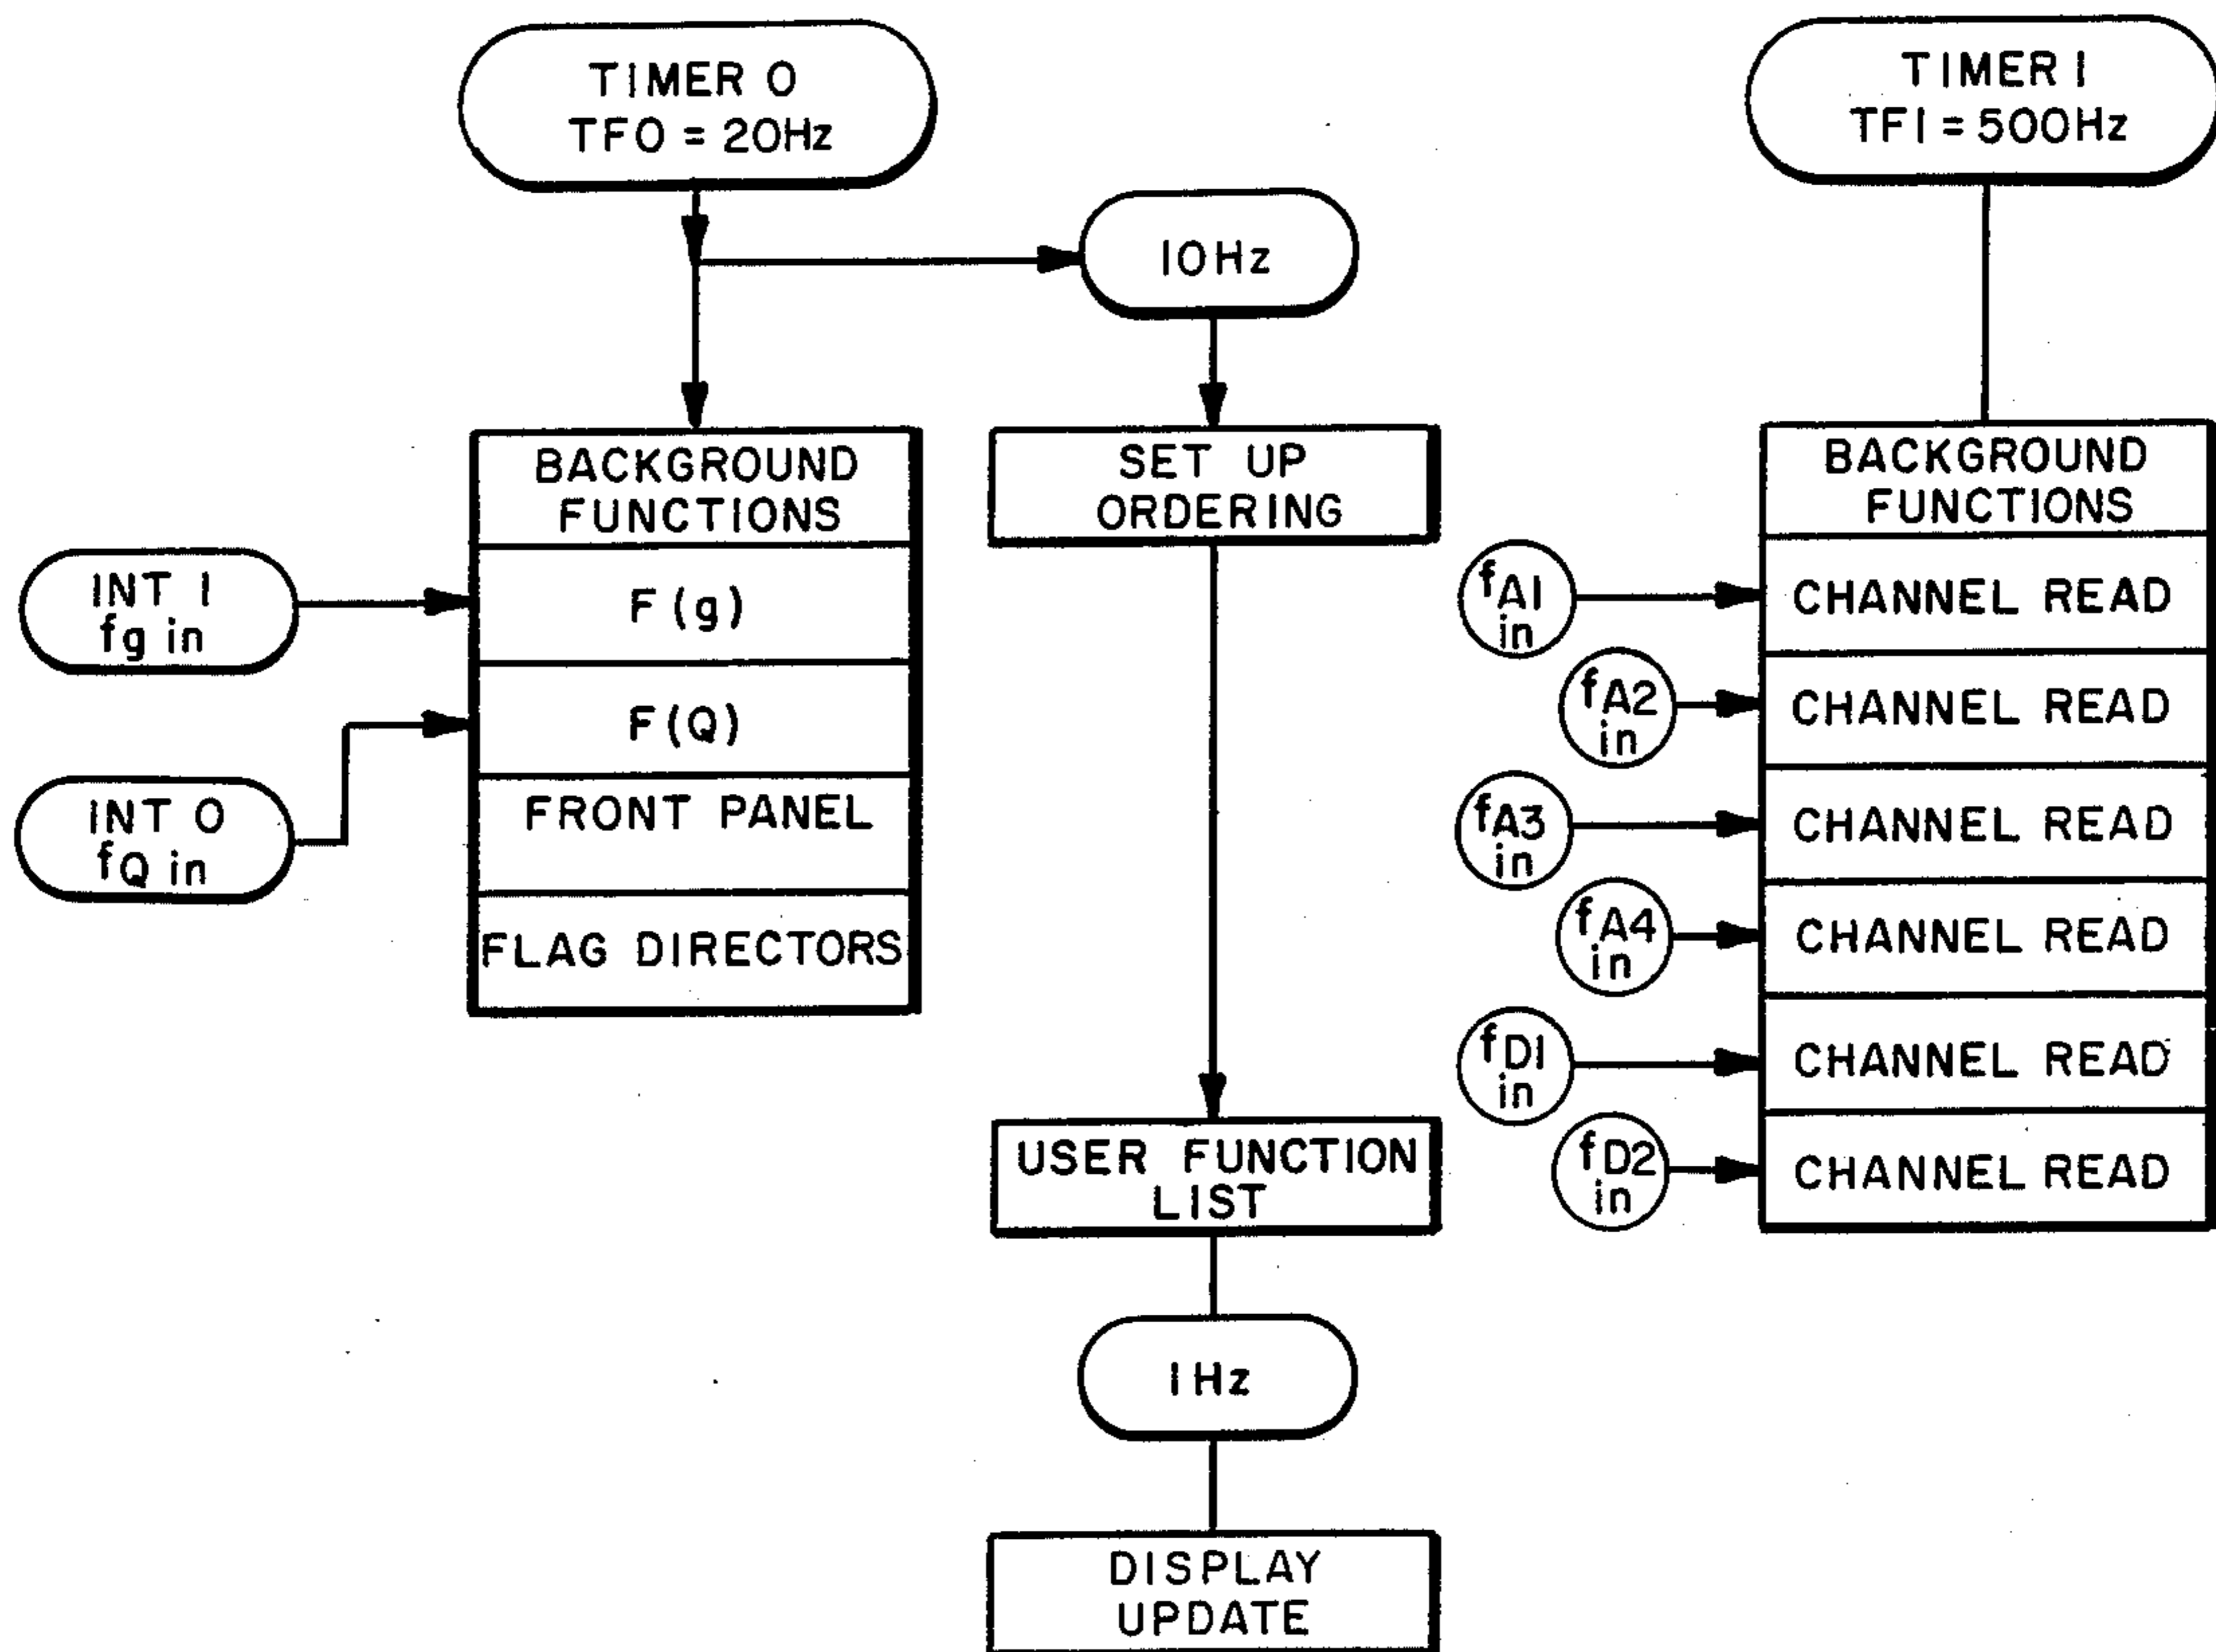 TIMER 0
TF0 = 20Hz
TIMER 1
TF1 = 500Hz
10Hz
BACKGROUND
FUNCTIONS
F(g)
F(Q)
FRONT PANEL
FLAG DIRECTORS
INT 1
fg in
INT 0
fQ in
SET UP
ORDERING
USER FUNCTION
LIST
1Hz
DISPLAY
UPDATE
BACKGROUND
FUNCTIONS
fA1
in
CHANNEL READ
fA2
in
CHANNEL READ
fA3
in
CHANNEL READ
fA4
in
CHANNEL READ
fD1
in
CHANNEL READ
fD2
in
CHANNEL READ